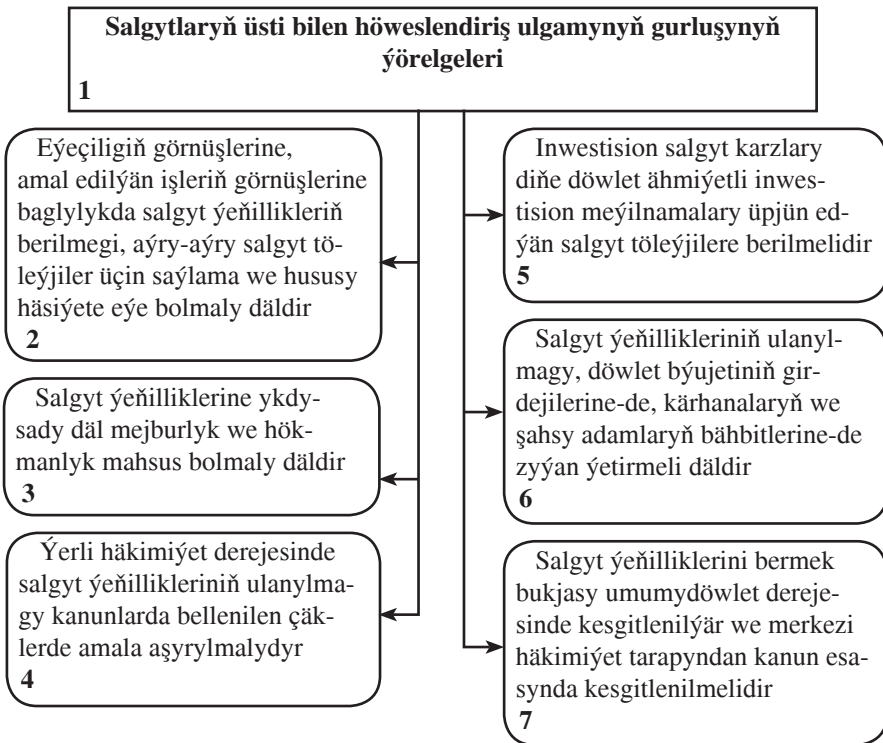 Salgytlaryň üsti bilen höweslendiriş ulgamynyň gurluşynyň
ýörelgeleri
1
Eýeçiligiň görnüşlerine,
amal edilýän işleriň görnüşlerine
baglylykda salgyt ýeňillikleriň
berilmegi, aýry-aýry salgyt tö-
leýjiler üçin saýlama we hususy
häsiýete eýe bolmaly däldir
2
Salgyt ýeňilliklerine ykdy-
sady däl mejburlyk we hök-
manlyk mahsus bolmaly däldir
3
Ýerli häkimiýet derejesinde
salgyt ýeňillikleriniň ulanylma-
gy kanunlarda bellenilen çäk-
lerde amala aşyrylmalydyr
4
Inwestision salgyt karzlary
diňe döwlet ähmiýetli inwes-
tision meýilnamalary üpjün ed-
ýän salgyt töleýjilere berilmelidir
5
Salgyt ýeňillikleriniň ulanyl-
magy, döwlet býujetiniň gir-
dejilerine-de, kärhanalaryň we
şahsy adamlaryň bähbitlerine-de
zyýan ýetirmeli däldir
6
Salgyt ýeňilliklerini bermek
bukjasy umumydöwlet dereje-
sinde kesgitlenilýär we merkezi
häkimiýet tarapyndan kanun esa-
synda kesgitlenilmelidir
7